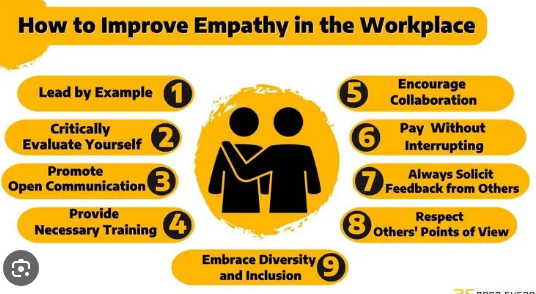 How to Improve Empathy in the Workplace
Lead by Example 1
Critically
Evaluate Yourself 2
Promote
Open Communication 3
Provide
Necessary Training 4
5 Encourage
Collaboration
6 Pay Without
Interrupting
7 Always Solicit
Feedback from Others
8 Respect
Others' Points of View
Embrace Diversity 9
and Inclusion